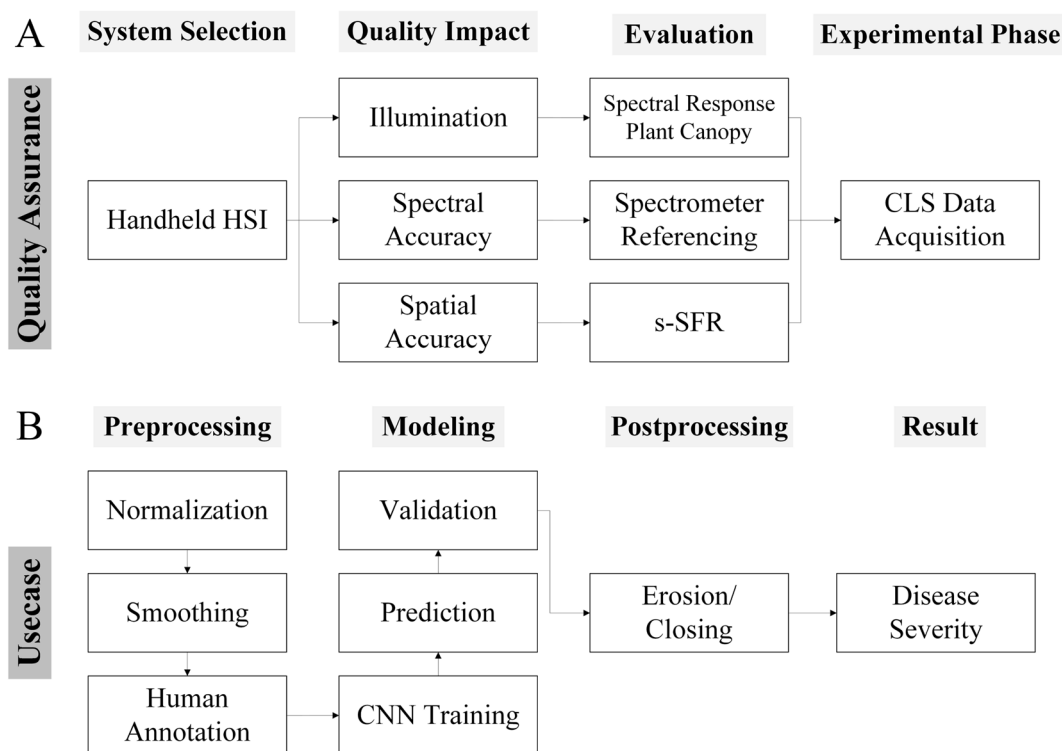 A
System Selection
Quality Impact
Evaluation
Experimental Phase
Quality Assurance
Handheld HSI
Illumination
Spectral
Accuracy
Spatial
Accuracy
Spectral Response
Plant Canopy
Spectrometer
Referencing
s-SFR
CLS Data
Acquisition
B
Preprocessing
Modeling
Postprocessing
Result
Usecase
Normalization
Smoothing
Human
Annotation
Validation
Prediction
CNN Training
Erosion/
Closing
Disease
Severity